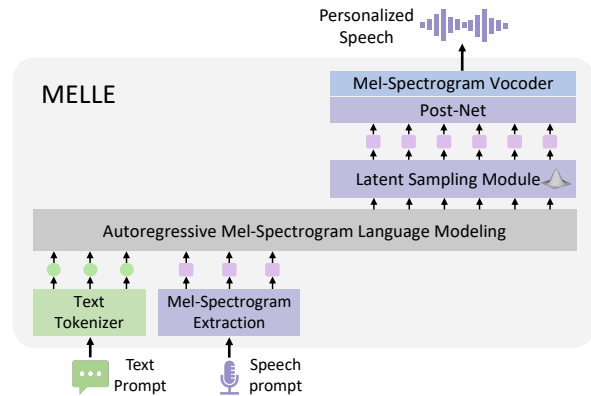 Personalized
Speech
MELLE
Mel-Spectrogram Vocoder
Post-Net
Latent Sampling Module
Autoregressive Mel-Spectrogram Language Modeling
Text
Tokenizer
Mel-Spectrogram
Extraction
Text
Prompt
Speech
prompt